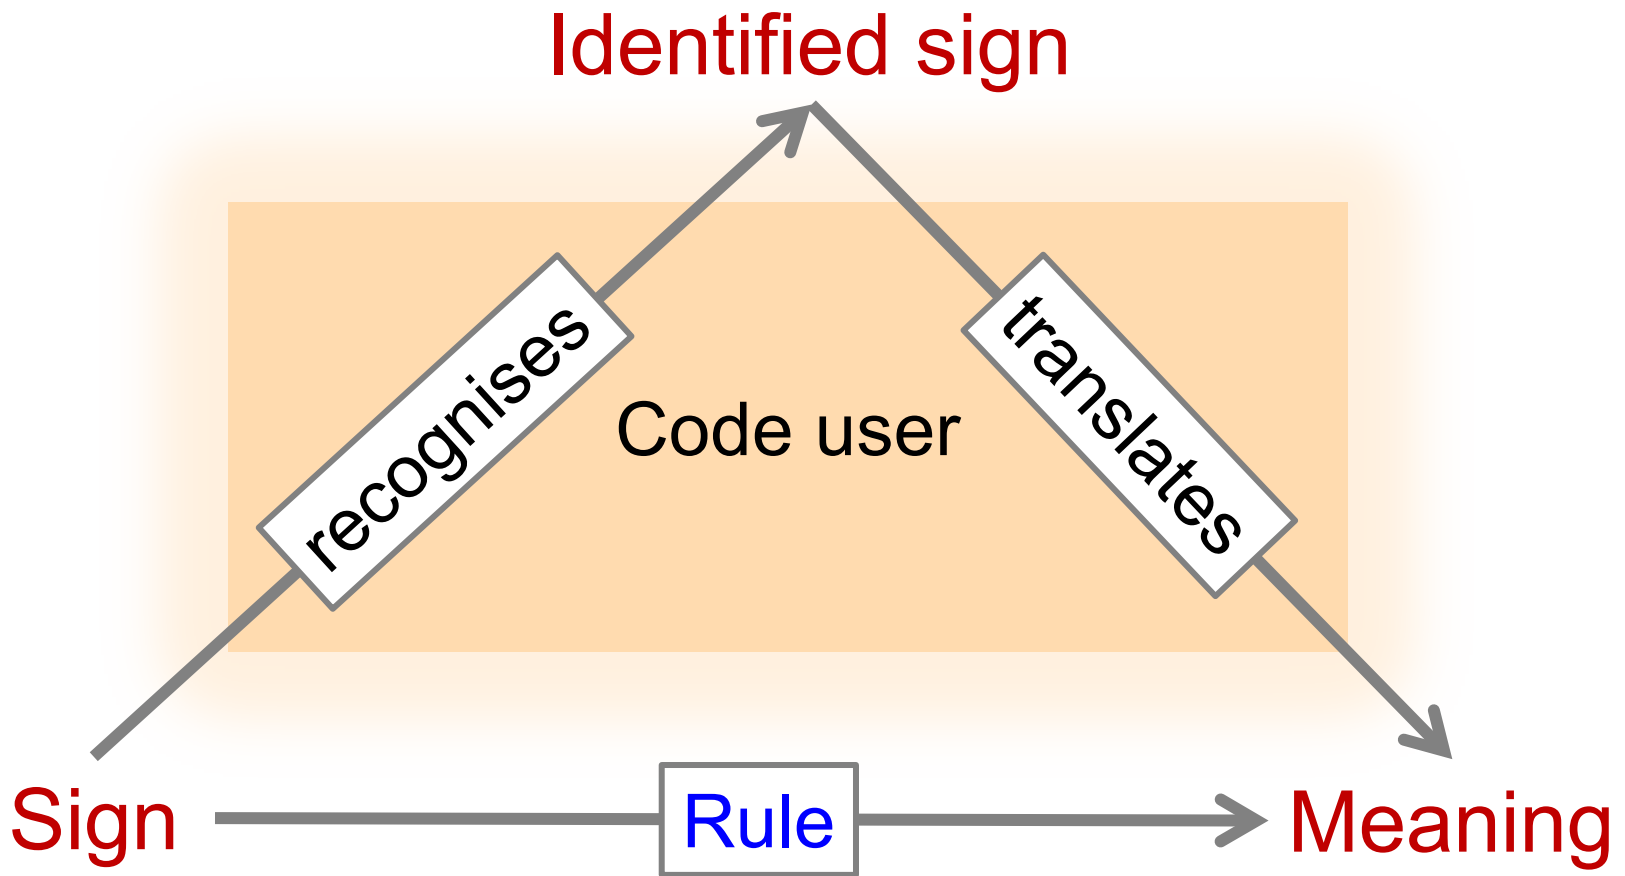 Identified sign
recognises
translates
Code user
Sign
Rule
Meaning